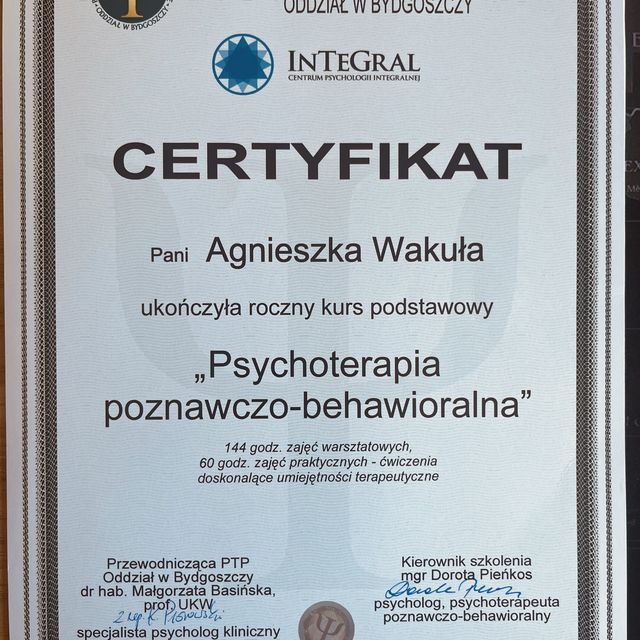 ODDZIAŁ W BYDGOSZCZY
ODDZIAŁ W BYDGOSZCZY
INTEGRAL
CENTRUM PSYCHOLOGII INTEGRALNEJ
CERTYFIKAT
Pani Agnieszka Wakuła
ukończyła roczny kurs podstawowy
„Psychoterapia
poznawczo-behawioralna”
144 godz. zajęć warsztatowych,
60 godz. zajęć praktycznych - ćwiczenia
doskonalące umiejętności terapeutyczne
Przewodnicząca PTP
Oddział w Bydgoszczy
dr hab. Małgorzata Basińska,
prof. UKW
specjalista psycholog kliniczny
Kierownik szkolenia
mgr Dorota Pieńkos
psycholog, psychoterapeuta
poznawczo-behawioralny